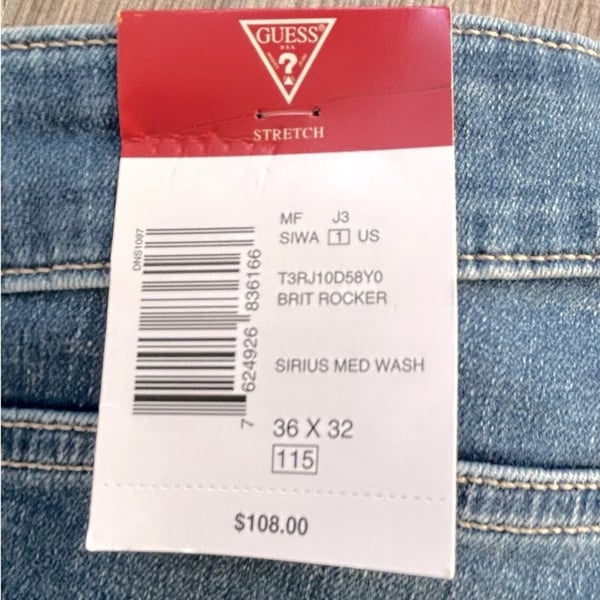 GUESS
U.S.A.
?
STRETCH
MF J3
SIWA 1 US
T3RJ10D58Y0
BRIT ROCKER
DNS1097
7 624926 836166
SIRIUS MED WASH
36 X 32
115
$108.00